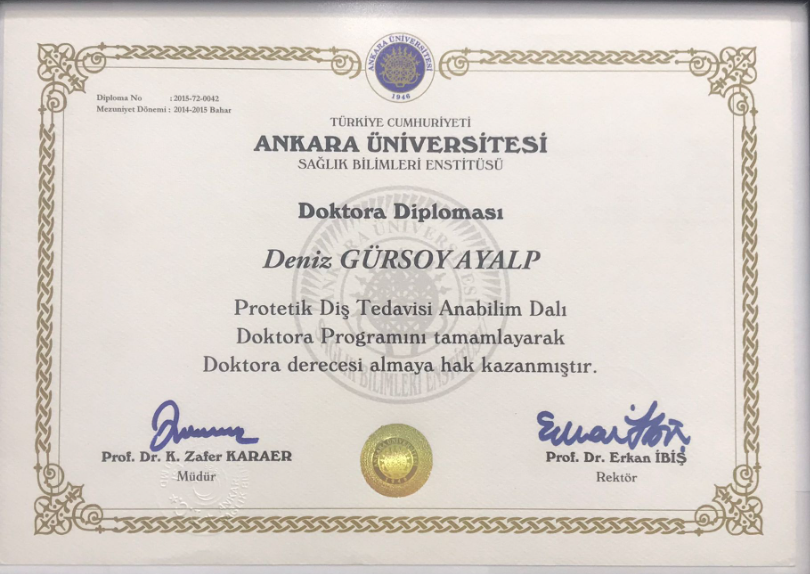 ANKARA ÜNİVERSİTESİ
1946
Diploma No : 2015-72-0042
Mezuniyet Dönemi : 2014-2015 Bahar
TÜRKİYE CUMHURİYETİ
ANKARA ÜNİVERSİTESİ
SAĞLIK BİLİMLERİ ENSTİTÜSÜ
Doktora Diploması
Deniz GÜRSOY AYALP
Protetik Diş Tedavisi Anabilim Dalı
Doktora Programını tamamlayarak
Doktora derecesi almaya hak kazanmıştır.
Prof. Dr. K. Zafer KARAER
Müdür
Prof. Dr. Erkan İBİŞ
Rektör